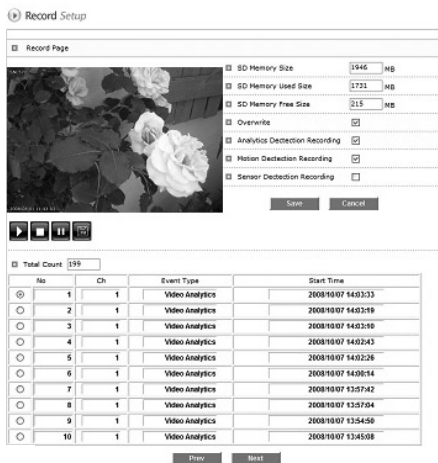 Record Setup
Record Page
SD Memory Size 1946 MB
SD Memory Used Size 1731 MB
SD Memory Free Size 215 MB
Overwrite
Analytics Dectection Recording
Motion Dectection Recording
Sensor Dectection Recording
Save Cancel
Total Count 199
No Ch Event Type Start Time
1 1 Video Analytics 2008/10/07 14:03:33
2 1 Video Analytics 2008/10/07 14:03:19
3 1 Video Analytics 2008/10/07 14:03:10
4 1 Video Analytics 2008/10/07 14:02:43
5 1 Video Analytics 2008/10/07 14:02:26
6 1 Video Analytics 2008/10/07 14:00:14
7 1 Video Analytics 2008/10/07 13:57:42
8 1 Video Analytics 2008/10/07 13:57:04
9 1 Video Analytics 2008/10/07 13:54:50
10 1 Video Analytics 2008/10/07 13:45:08
Prev Next